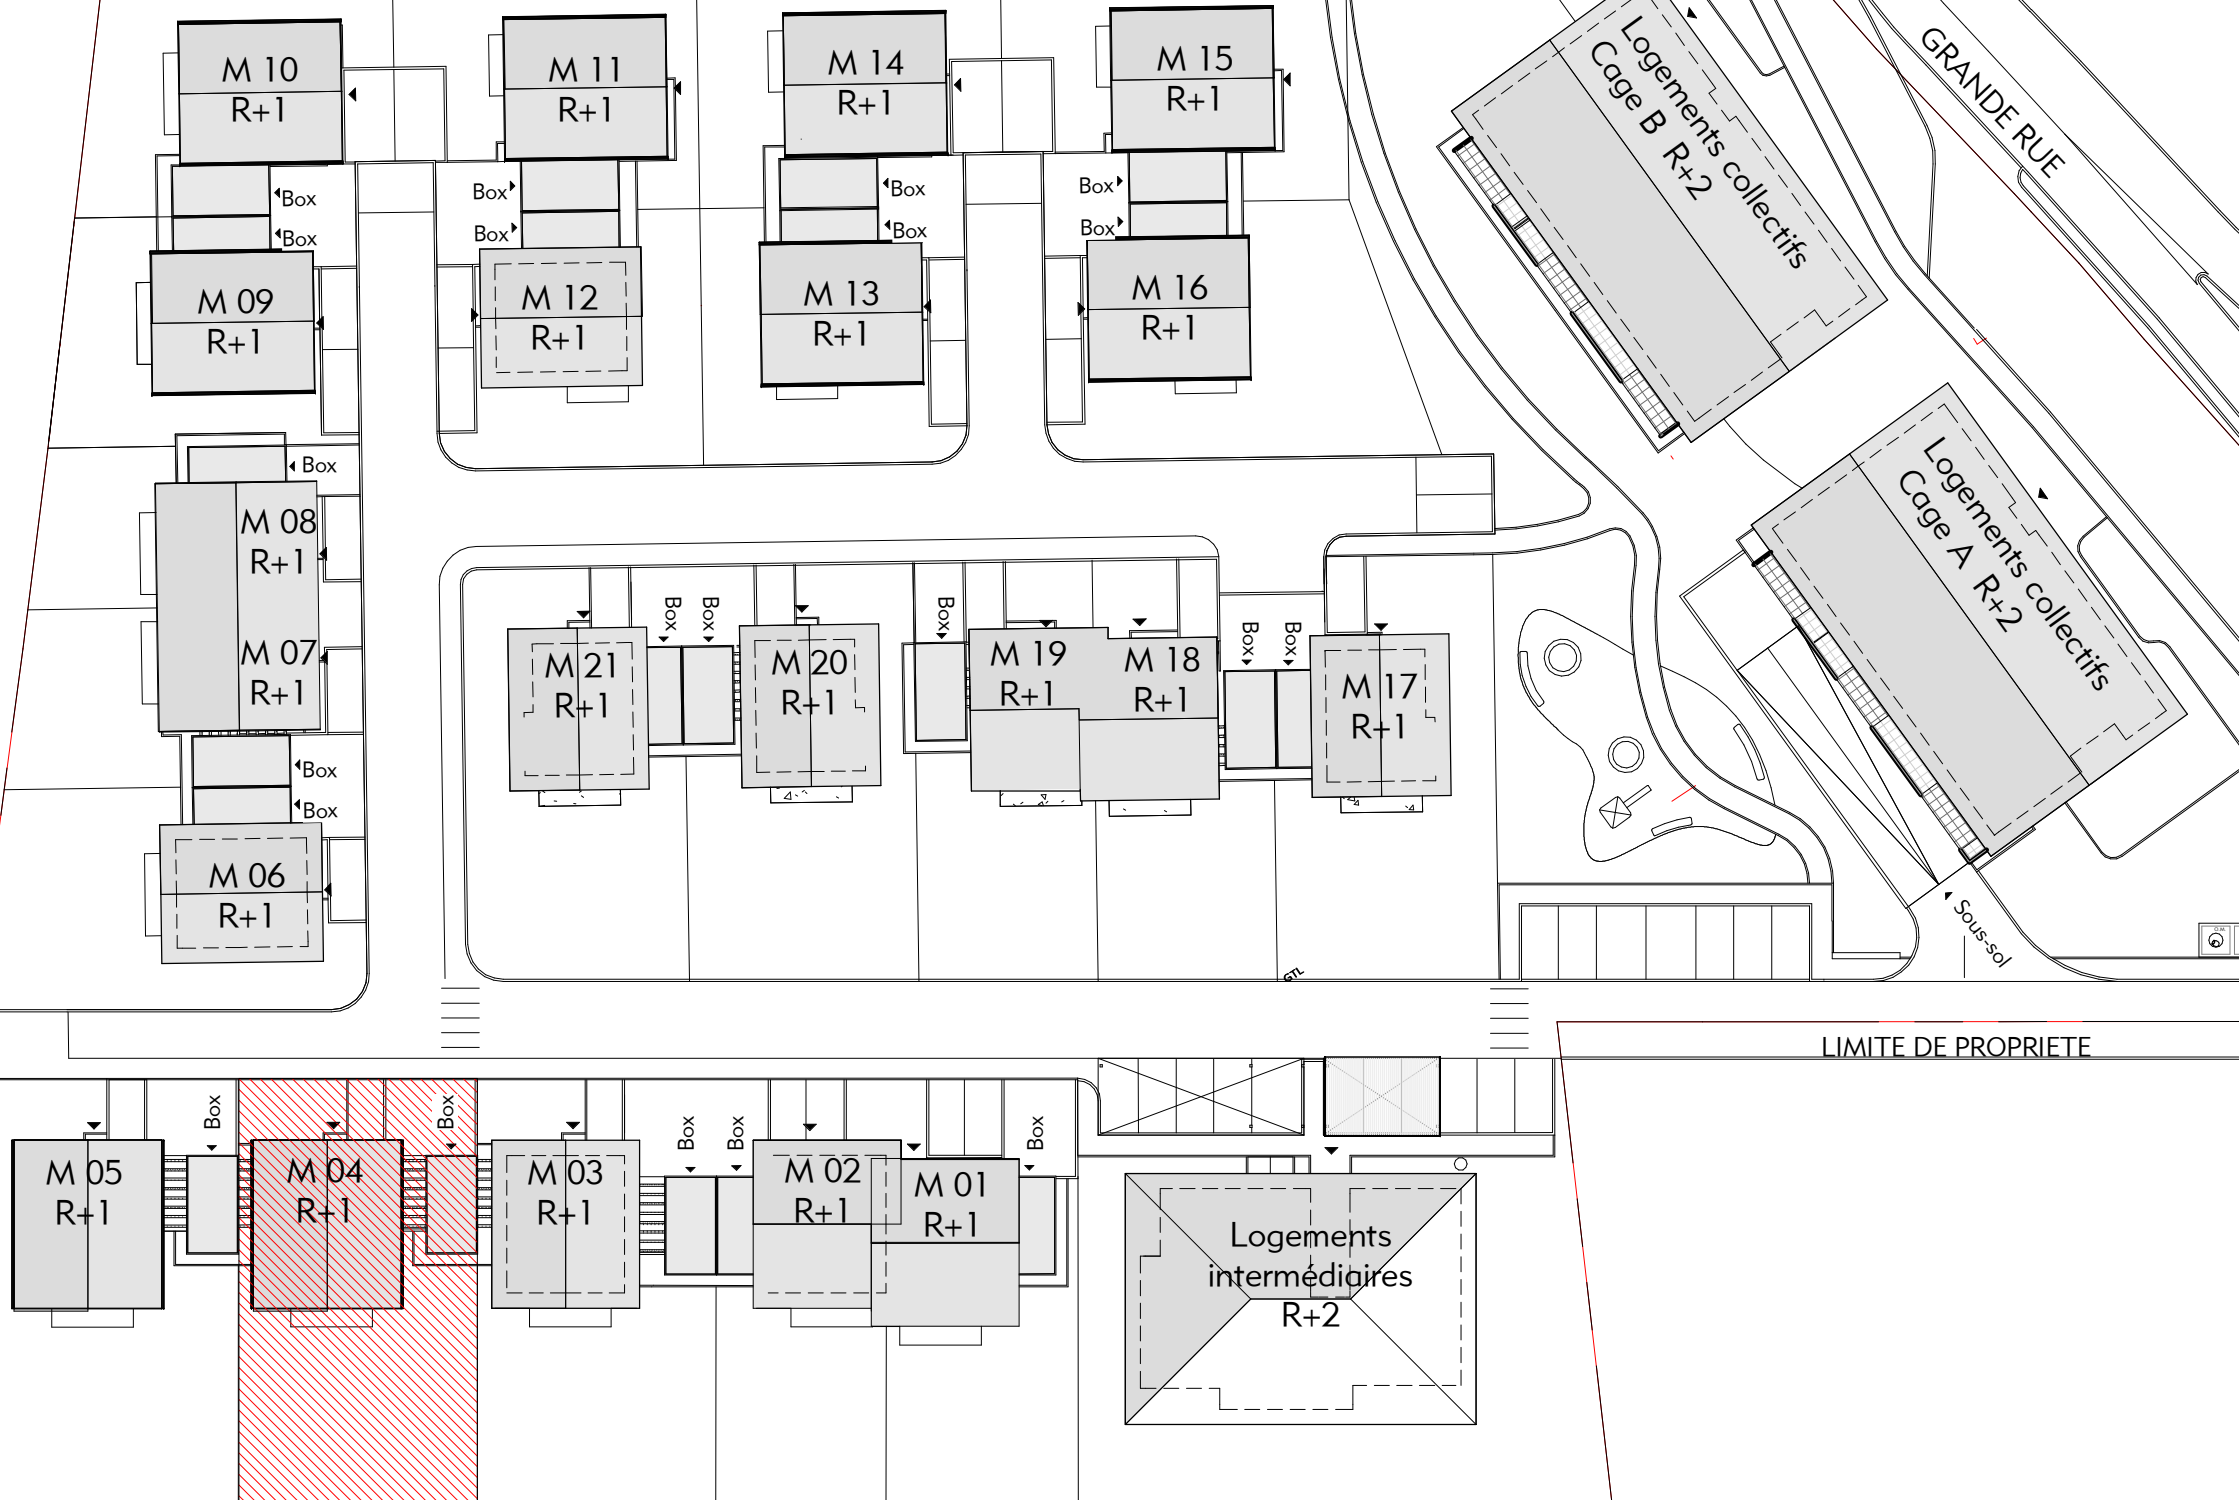 M 10
R+1
M 11
R+1
M 14
R+1
M 15
R+1
Logements collectifs
Cage B R+2
GRANDE RUE
Box
Box
Box
Box
Box
Box
Box
Box
M 09
R+1
M 12
R+1
M 13
R+1
M 16
R+1
Box
M 08
R+1
M 07
R+1
Box
Box
M 06
R+1
Logements collectifs
Cage A R+2
Box
Box
Box
Box
Box
M 21
R+1
M 20
R+1
M 19
R+1
M 18
R+1
M 17
R+1
Sous-sol
GTL
LIMITE DE PROPRIETE
Box
Box
Box
Box
Box
M 05
R+1
M 04
R+1
M 03
R+1
M 02
R+1
M 01
R+1
Logements
intermédiaires
R+2